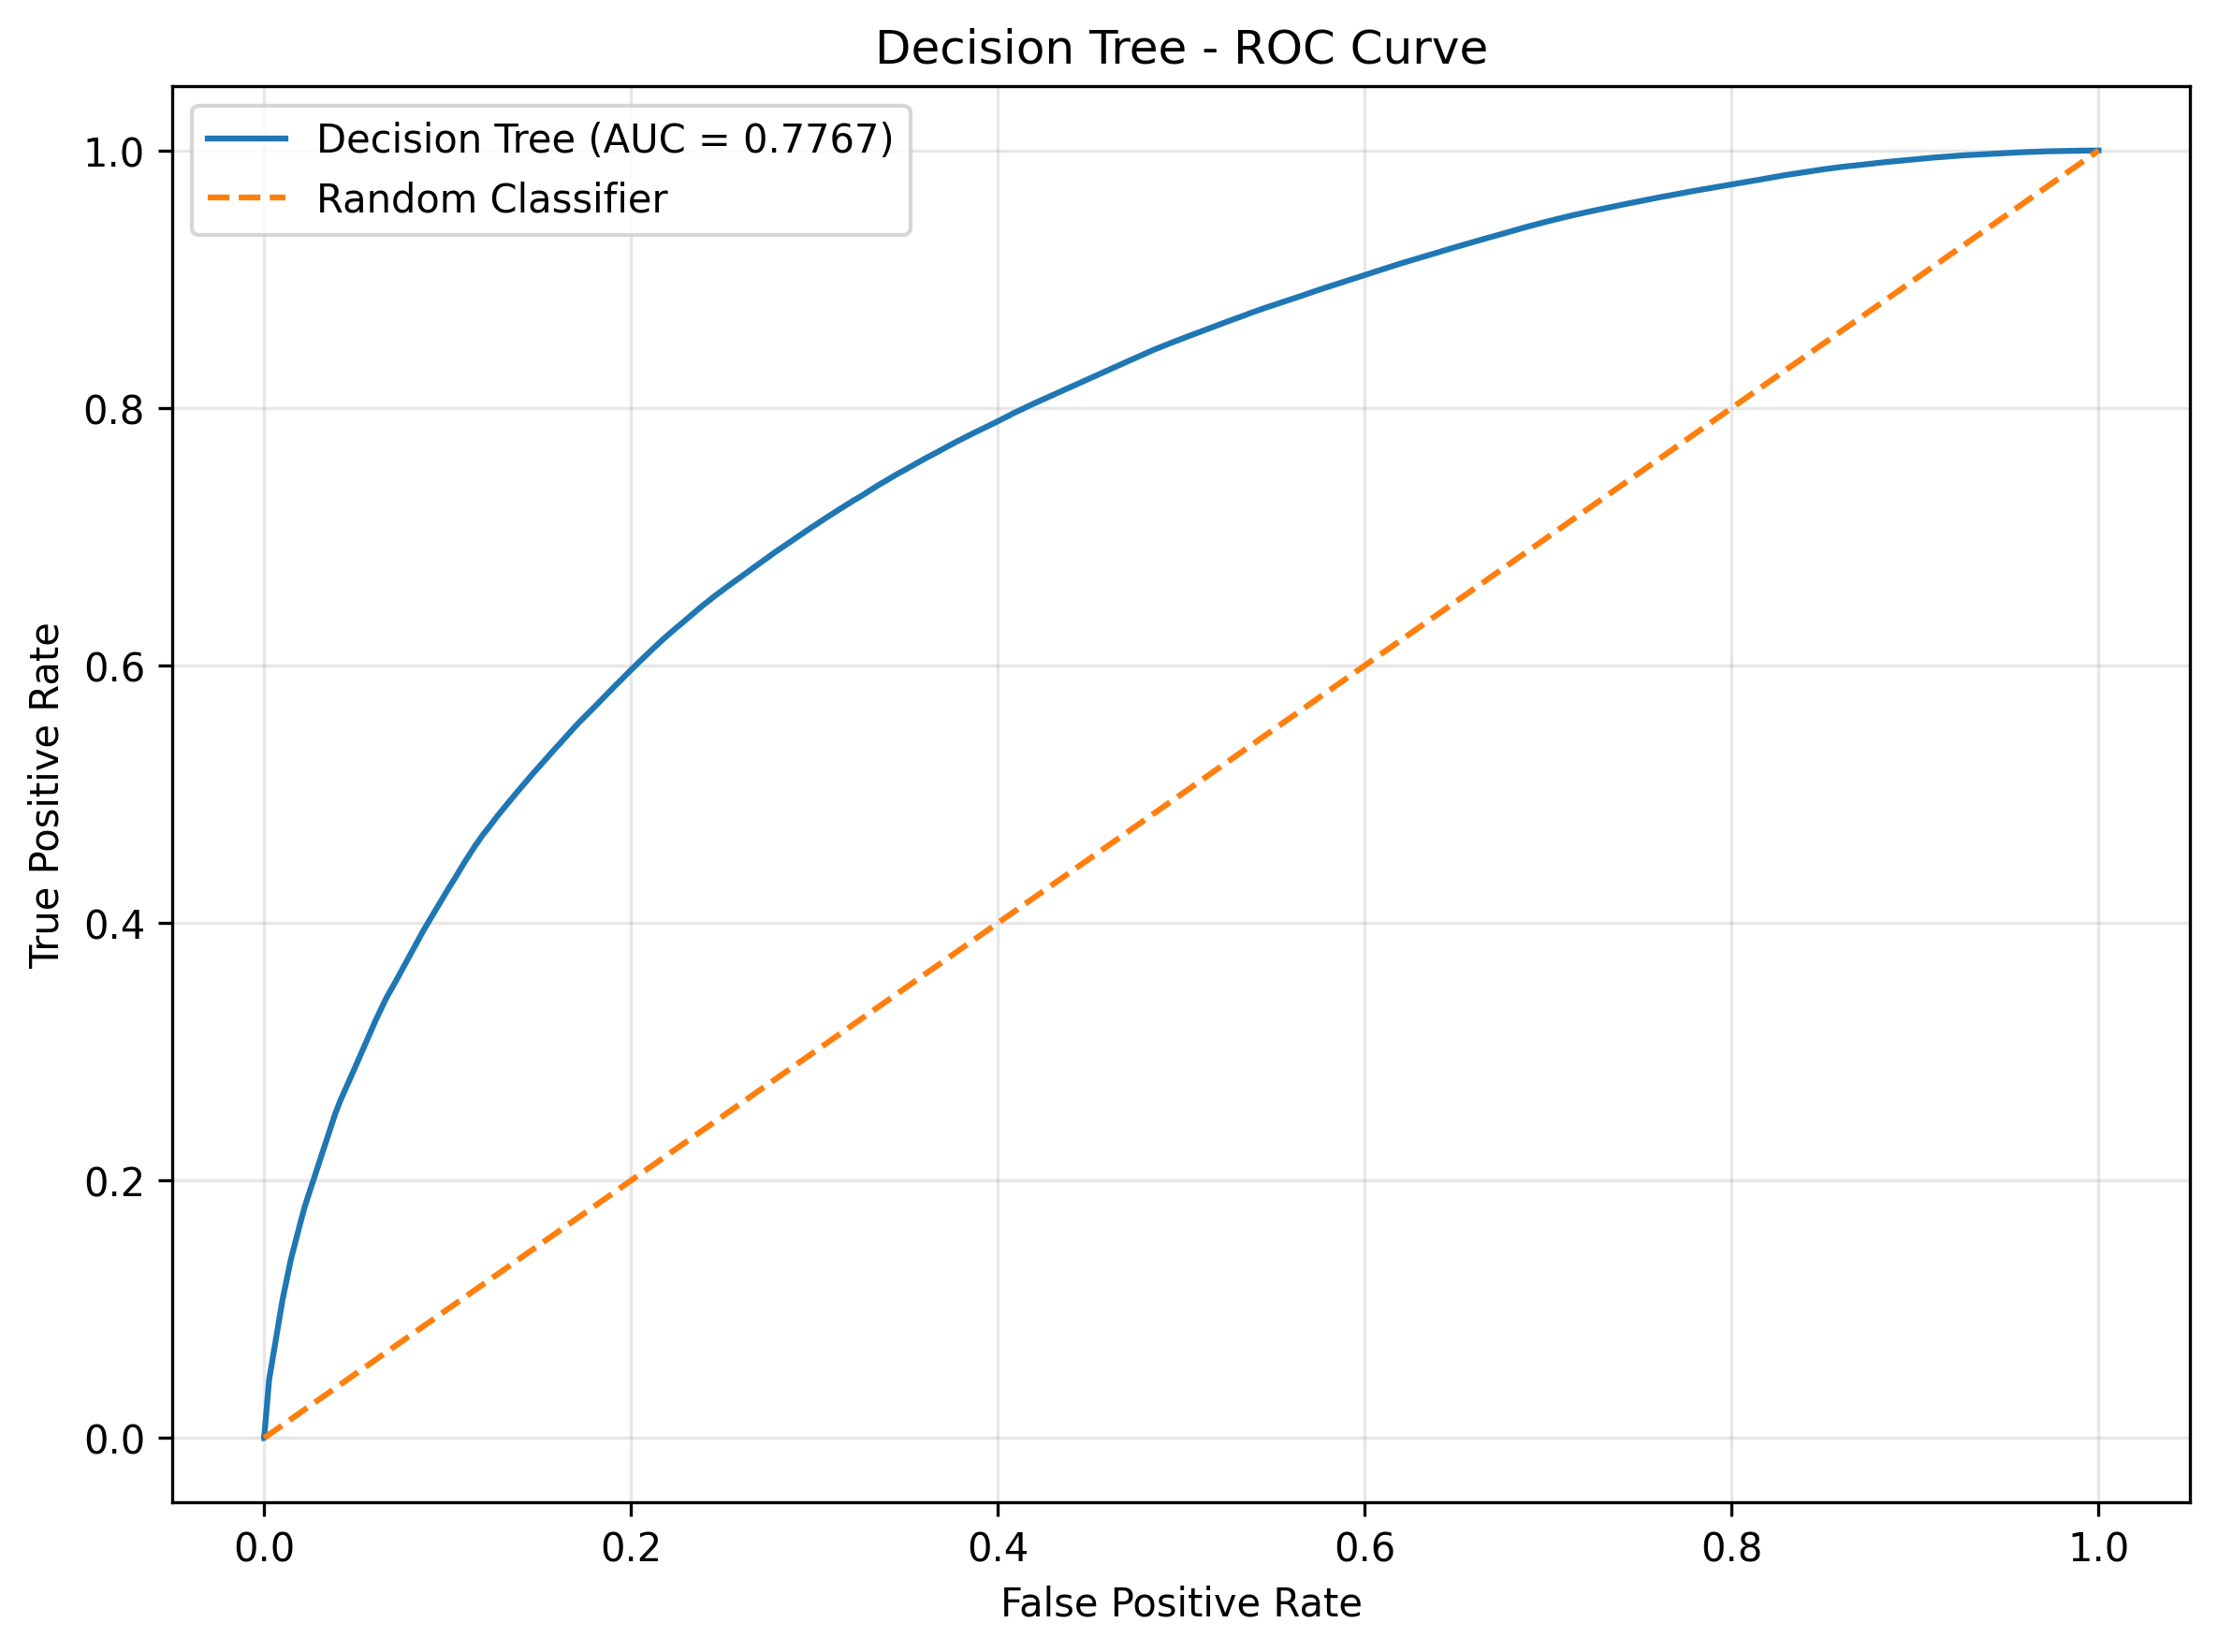 Decision Tree - ROC Curve
Decision Tree (AUC = 0.7767)
Random Classifier
1.0
0.8
0.6
0.4
0.2
0.0
True Positive Rate
0.0 0.2 0.4 0.6 0.8 1.0
False Positive Rate